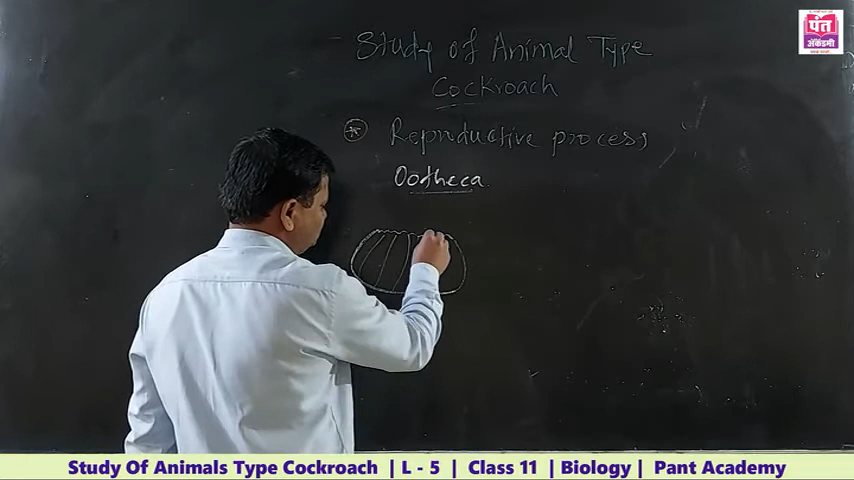 Study of Animal Type
Cockroach
Reproductive process
Ootheca
पंत
अॅकॅडमी
Study Of Animals Type Cockroach | L - 5 | Class 11 | Biology | Pant Academy